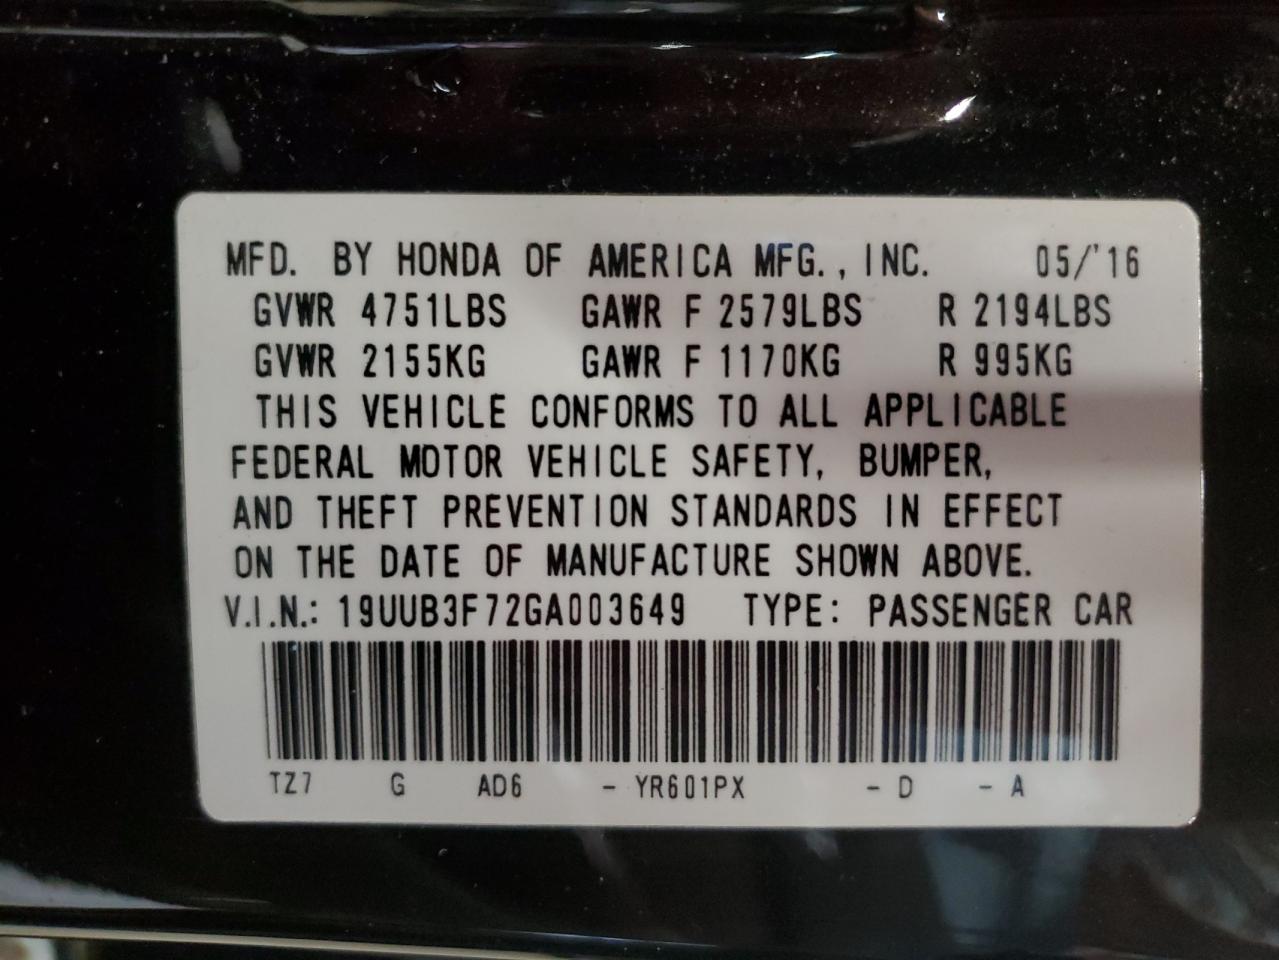 MFD. BY HONDA OF AMERICA MFG., INC. 05/'16
GVWR 4751LBS GAWR F 2579LBS R 2194LBS
GVWR 2155KG GAWR F 1170KG R 995KG
THIS VEHICLE CONFORMS TO ALL APPLICABLE
FEDERAL MOTOR VEHICLE SAFETY, BUMPER,
AND THEFT PREVENTION STANDARDS IN EFFECT
ON THE DATE OF MANUFACTURE SHOWN ABOVE.
V.I.N.: 19UUB3F72GA003649 TYPE: PASSENGER CAR
TZ7 G AD6 - YR601PX - D - A